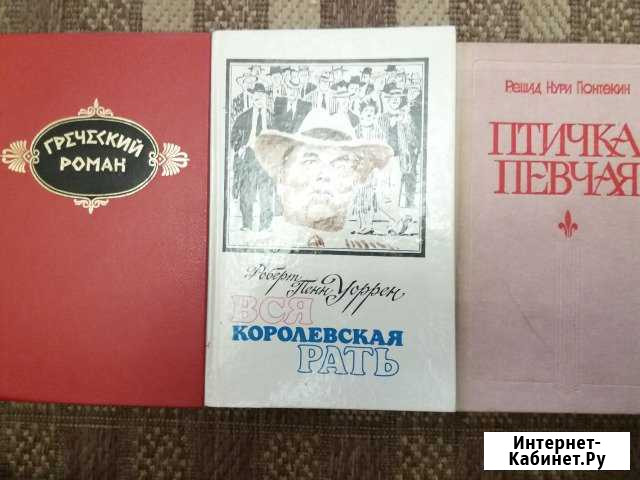 ГРЕЧЕСКИЙ
РОМАН
Роберт
Пенн Уоррен
ВСЯ
КОРОЛЕВСКАЯ
РАТЬ
Решид Нури Гюнтекин
ПТИЧКА
ПЕВЧАЯ
Интернет-
Кабинет.Ру